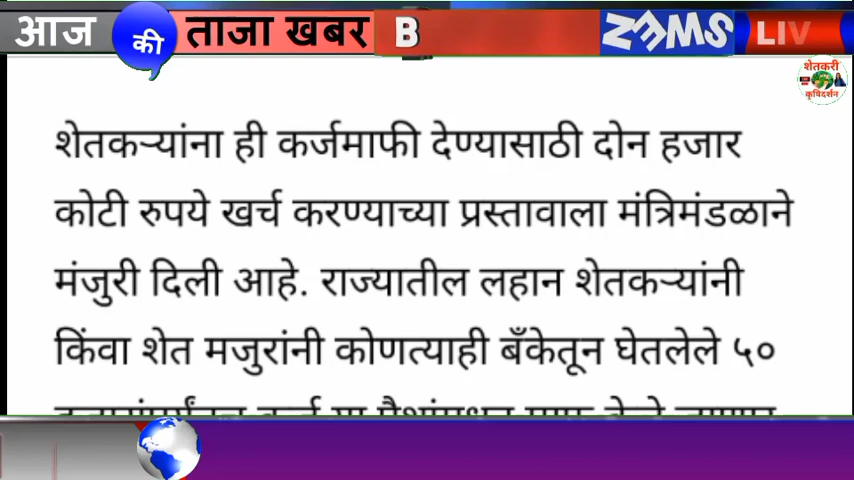 आज की ताजा खबर B NEWS LIV
शेतकरी
कृषिदर्शन
शेतकऱ्यांना ही कर्जमाफी देण्यासाठी दोन हजार
कोटी रुपये खर्च करण्याच्या प्रस्तावाला मंत्रिमंडळाने
मंजुरी दिली आहे. राज्यातील लहान शेतकऱ्यांनी
किंवा शेत मजुरांनी कोणत्याही बँकेतून घेतलेले ५०